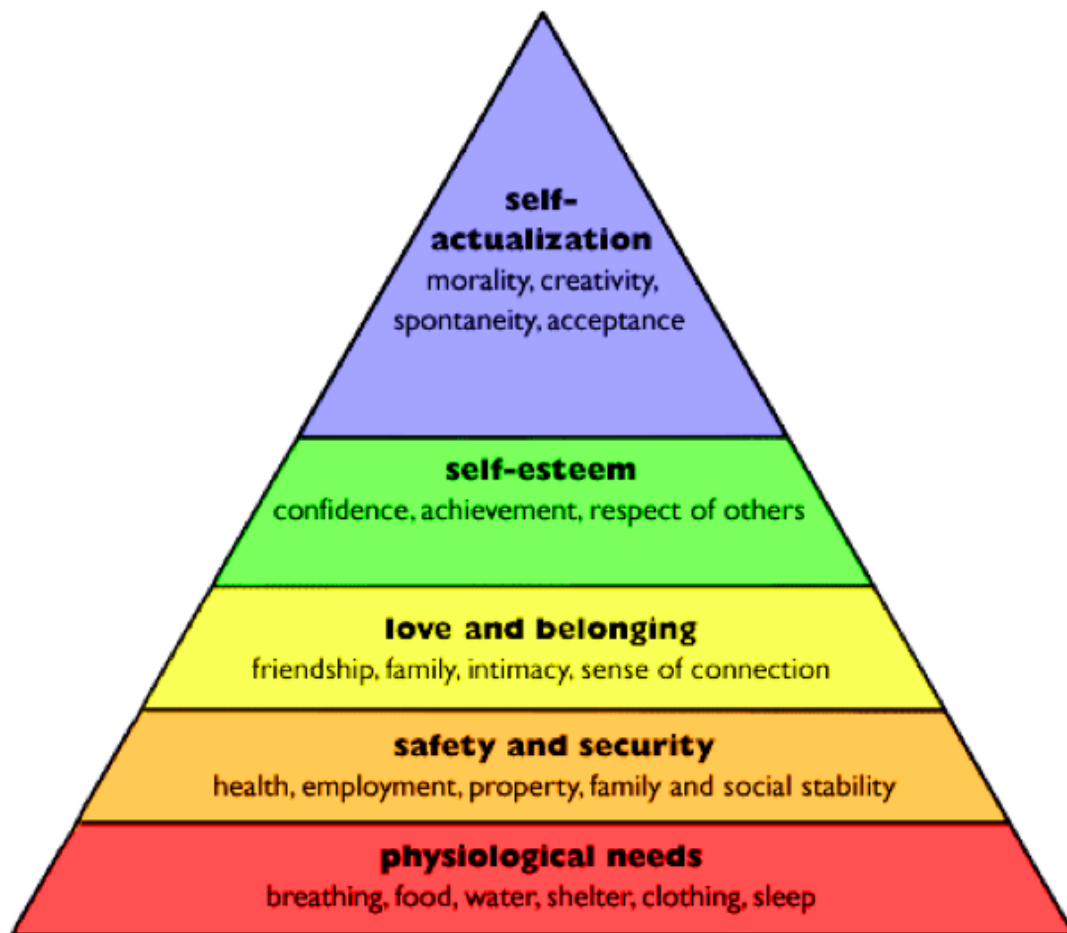 self-
actualization
morality, creativity,
spontaneity, acceptance
self-esteem
confidence, achievement, respect of others
love and belonging
friendship, family, intimacy, sense of connection
safety and security
health, employment, property, family and social stability
physiological needs
breathing, food, water, shelter, clothing, sleep